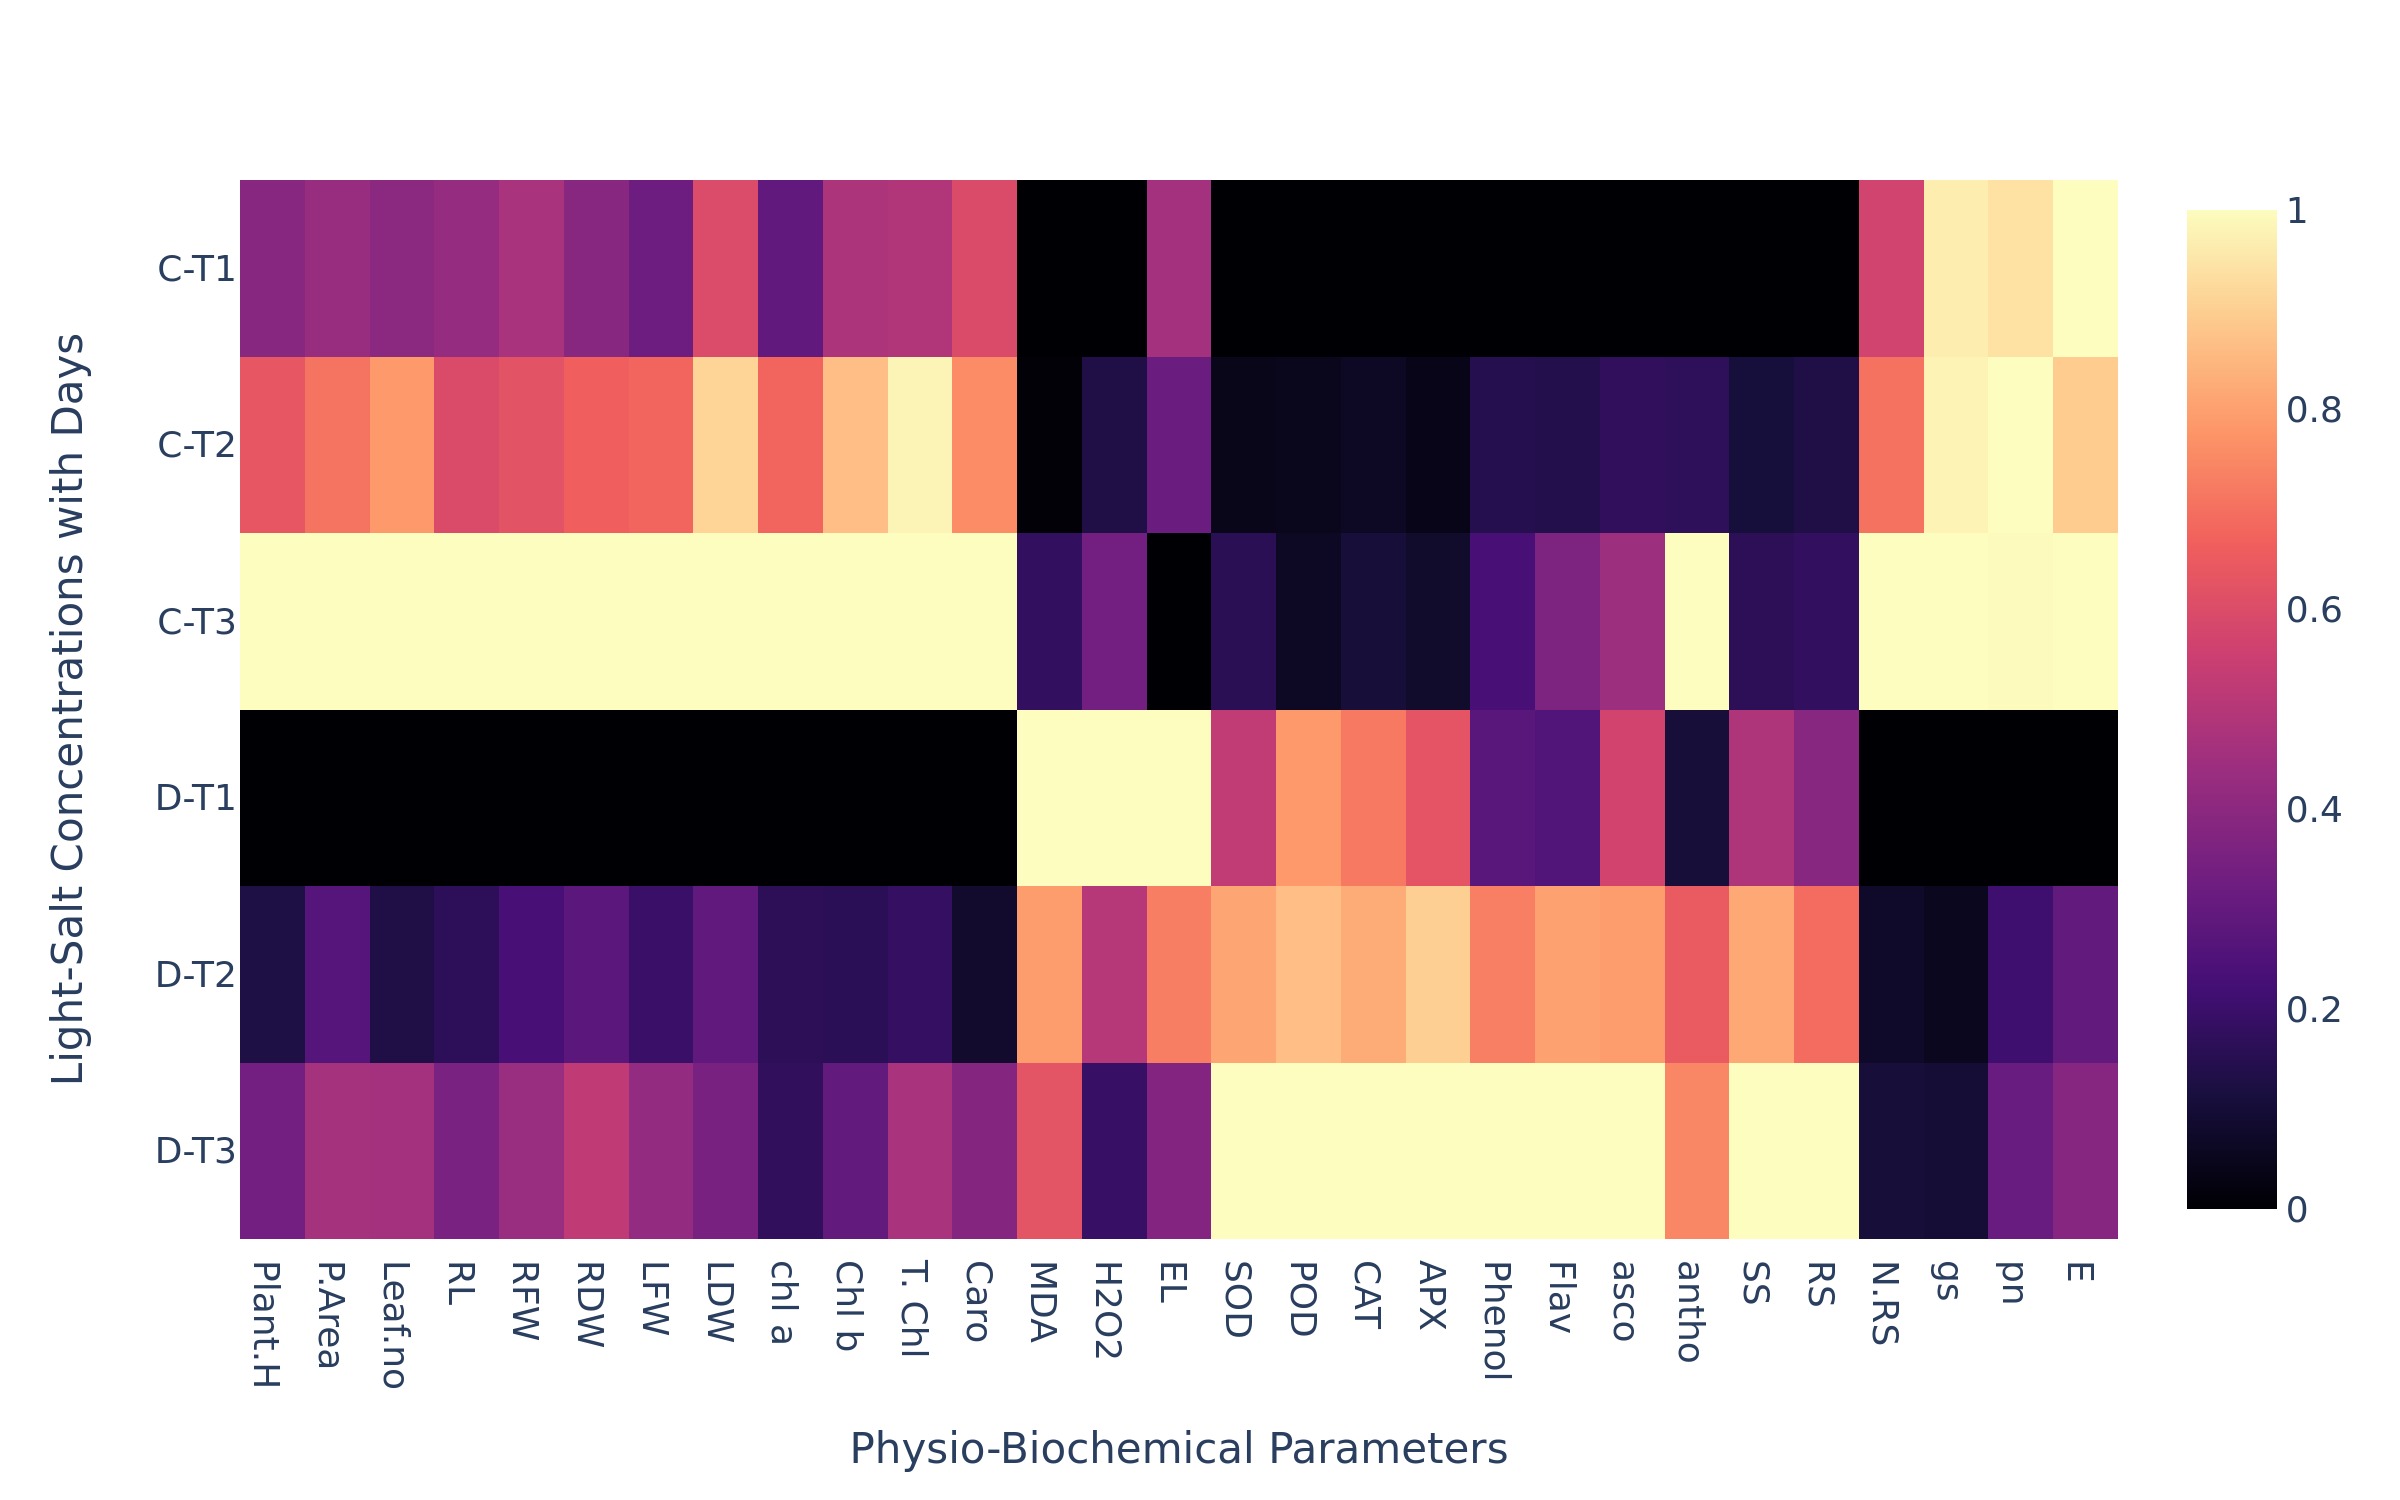 Light-Salt Concentrations with Days
C-T1
C-T2
C-T3
D-T1
D-T2
D-T3
Plant.H
P.Area
Leaf.no
RL
RFW
RDW
LFW
LDW
chl a
Chl b
T. Chl
Caro
MDA
H2O2
EL
SOD
POD
CAT
APX
Phenol
Flav
asco
antho
SS
RS
N.RS
gs
pn
E
Physio-Biochemical Parameters
1
0.8
0.6
0.4
0.2
0